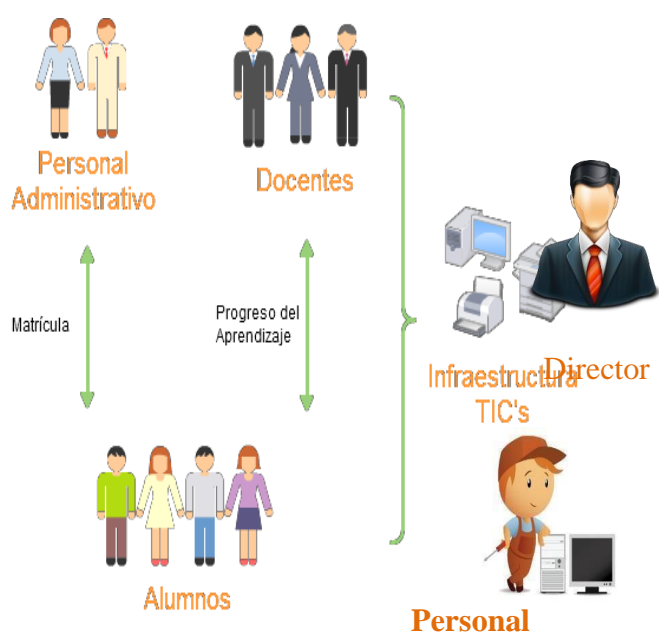 Personal
Administrativo
Docentes
Matrícula
Progreso del
Aprendizaje
Infraestructura
TIC's
Director
Alumnos
Personal